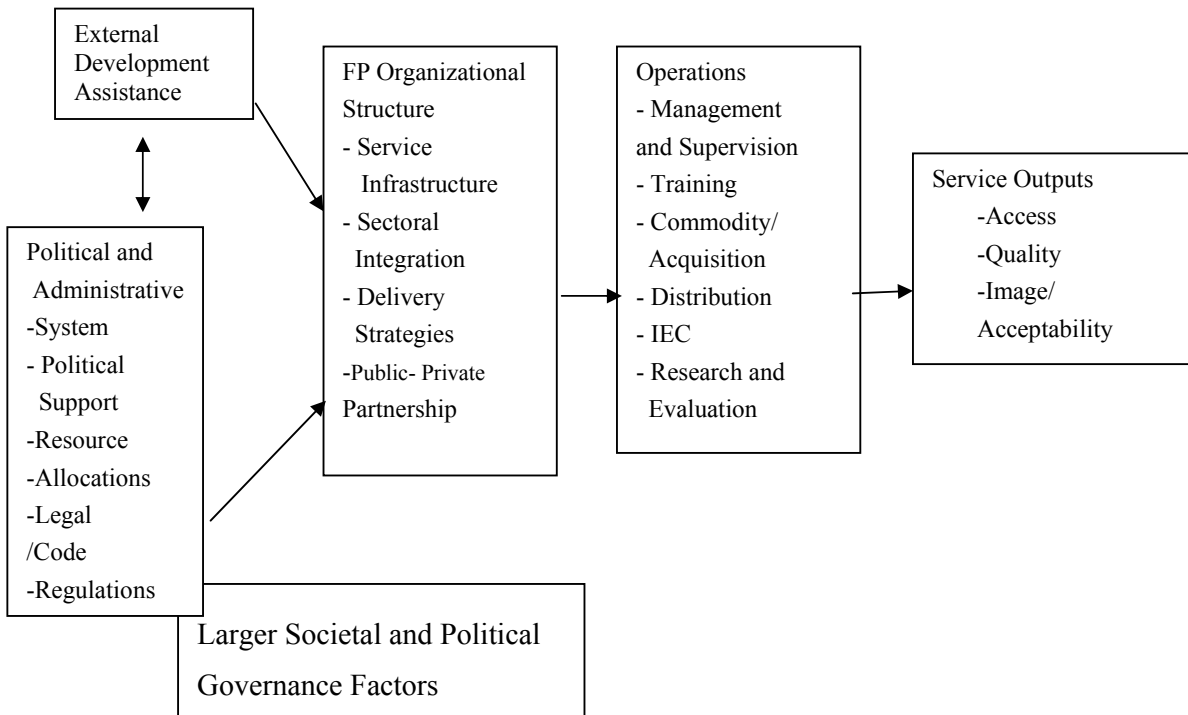 External
Development
Assistance
Political and
Administrative
-System
- Political
Support
-Resource
-Allocations
-Legal
/Code
-Regulations
FP Organizational
Structure
- Service
Infrastructure
- Sectoral
Integration
- Delivery
Strategies
-Public- Private
Partnership
Operations
- Management
and Supervision
- Training
- Commodity/
Acquisition
- Distribution
- IEC
- Research and
Evaluation
Service Outputs
-Access
-Quality
-Image/
Acceptability
Larger Societal and Political
Governance Factors